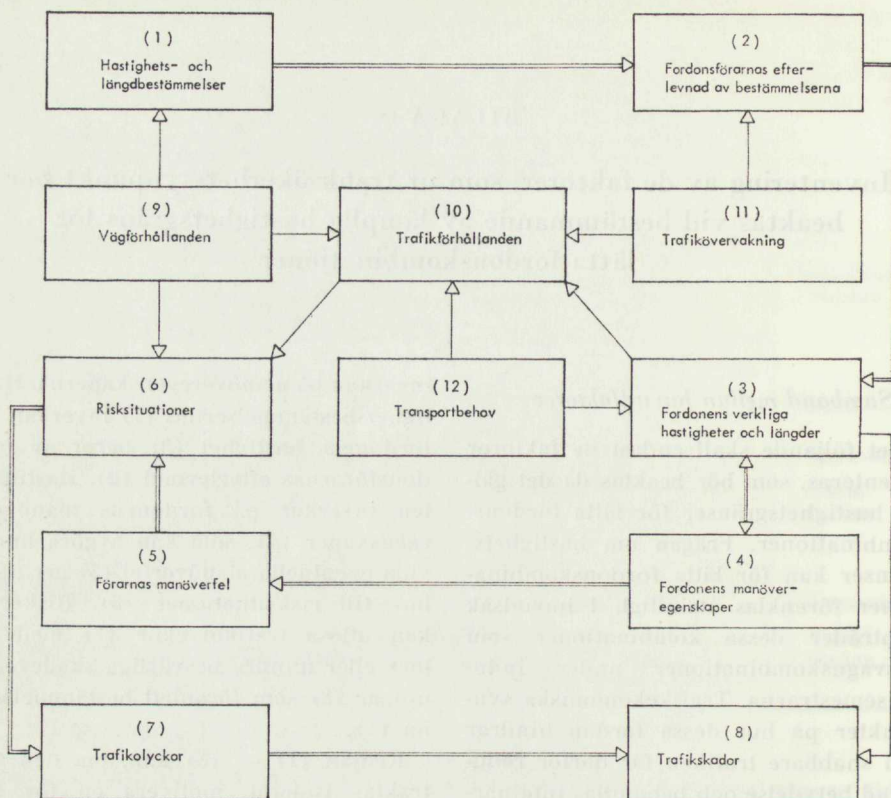 (1)
Hastighets- och
längdbestämmelser
(2)
Fordonsförarnas efter-
levnad av bestämmelserna
(9)
Vägförhållanden
(10)
Trafikförhållanden
(11)
Trafikövervakning
(6)
Risksituationer
(12)
Transportbehov
(3)
Fordonens verkliga
hastigheter och längder
(5)
Förarnas manöverfel
(4)
Fordonens manöver-
egenskaper
(7)
Trafikolyckor
(8)
Trafikskador